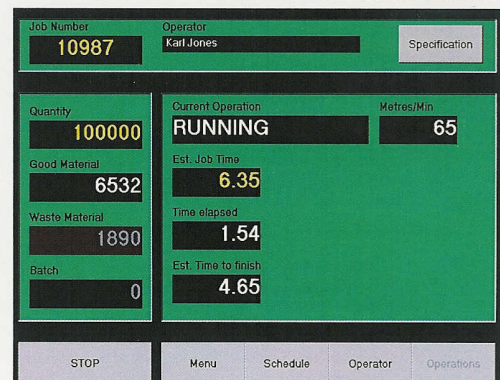 Job Number
10987
Operator
Karl Jones
Specification
Quantity
100000
Good Material
6532
Waste Material
1890
Batch
0
Current Operation
RUNNING
Metres/Min
65
Est. Job Time
6.35
Time elapsed
1.54
Est. Time to finish
4.65
STOP
Menu
Schedule
Operator
Operations